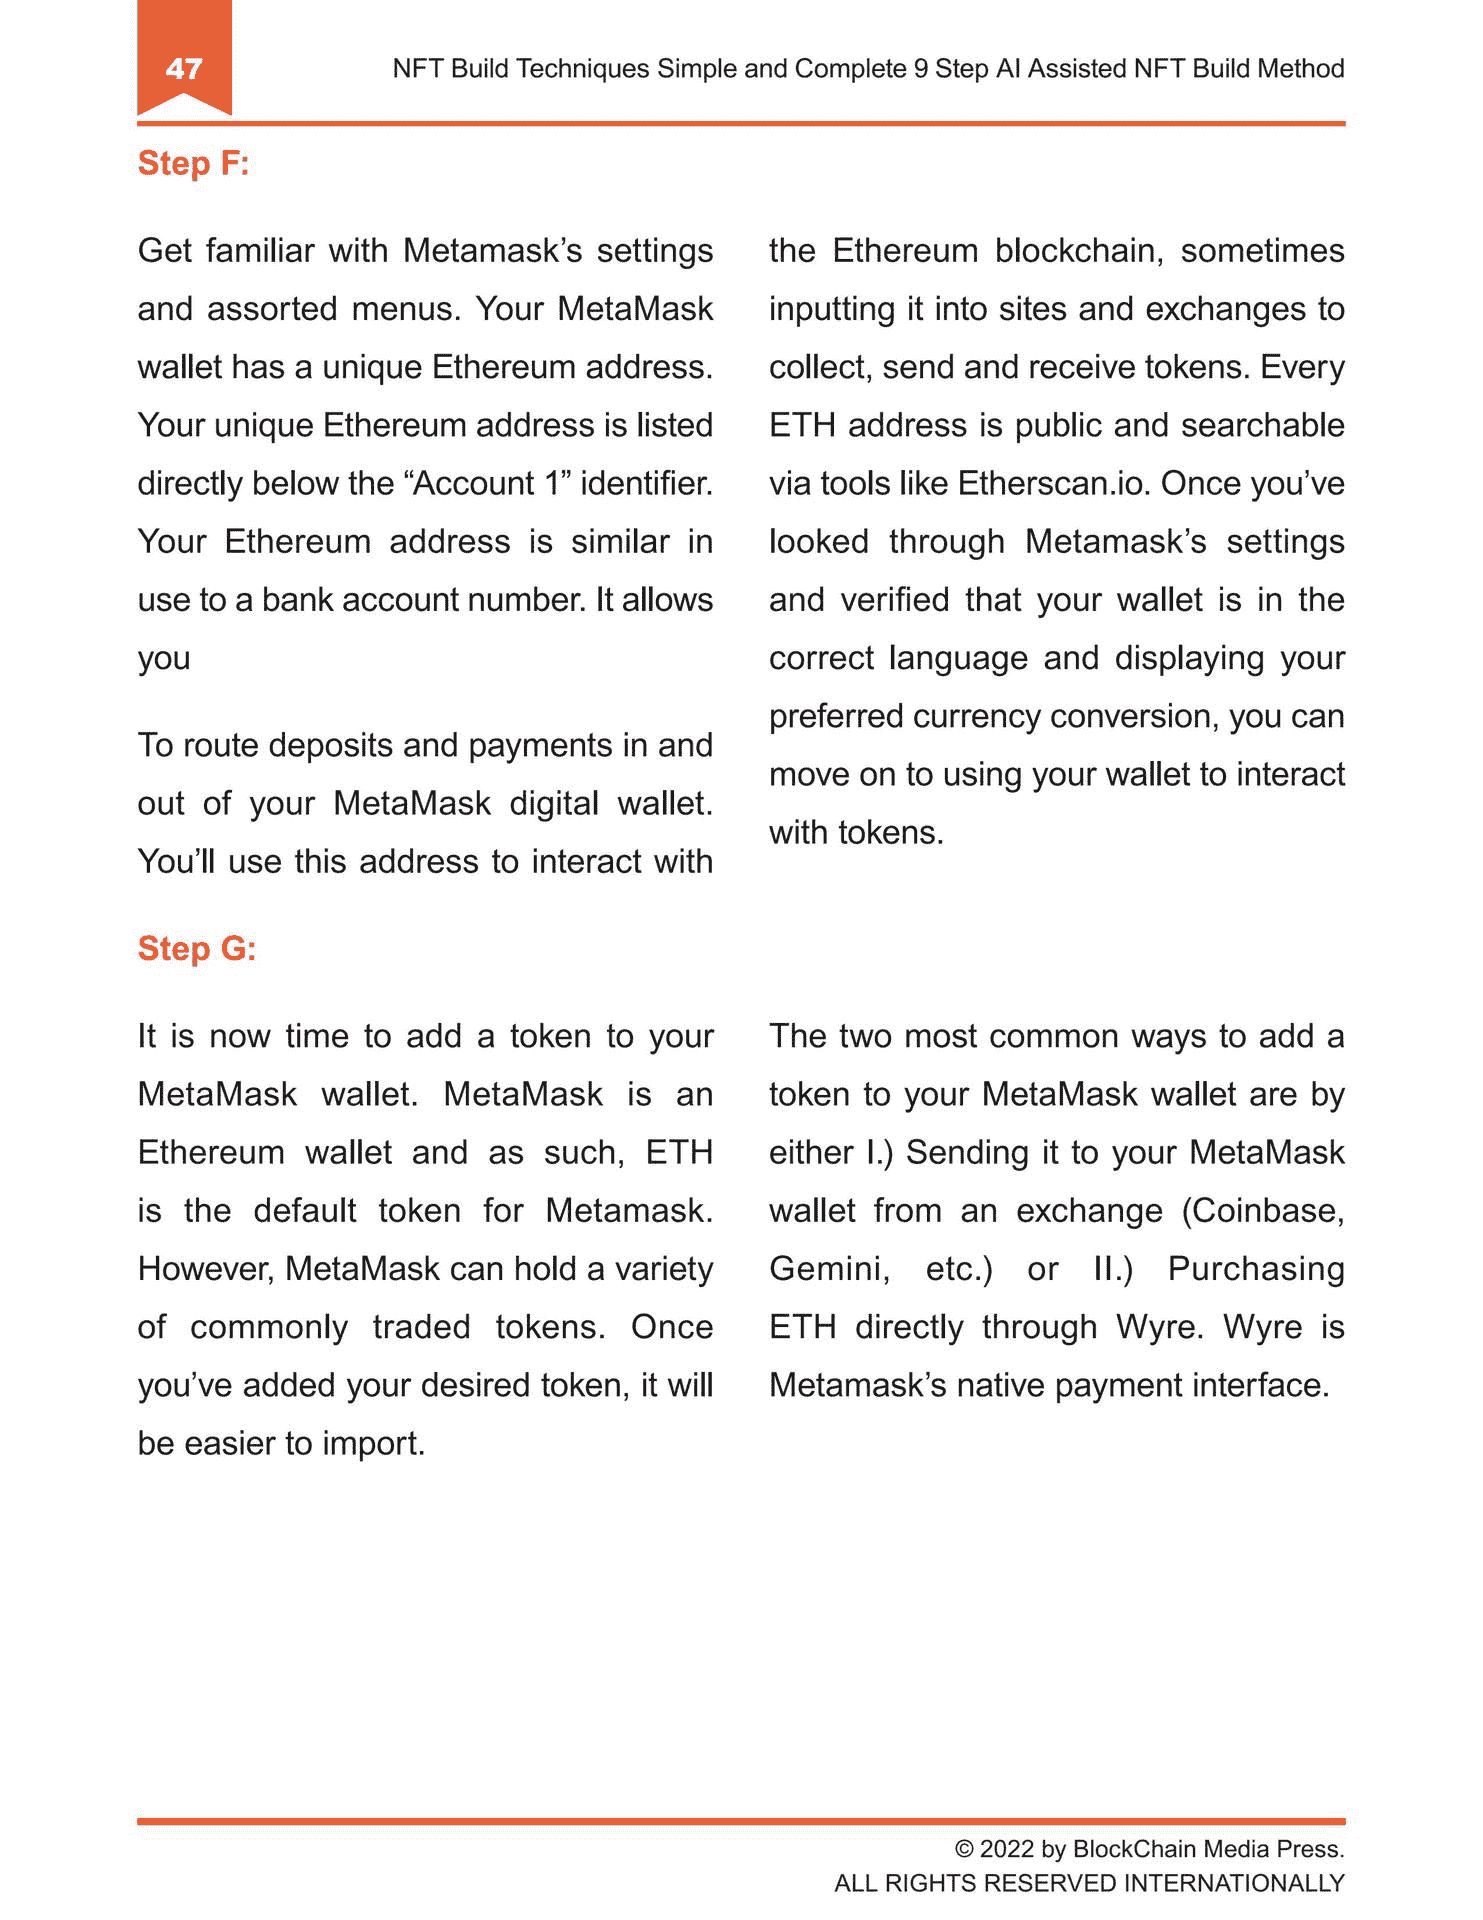 47
NFT Build Techniques Simple and Complete 9 Step AI Assisted NFT Build Method
Step F:
Get familiar with Metamask’s settings
and assorted menus. Your MetaMask
wallet has a unique Ethereum address.
Your unique Ethereum address is listed
directly below the “Account 1” identifier.
Your Ethereum address is similar in
use to a bank account number. It allows
you
To route deposits and payments in and
out of your MetaMask digital wallet.
You’ll use this address to interact with
the Ethereum blockchain, sometimes
inputting it into sites and exchanges to
collect, send and receive tokens. Every
ETH address is public and searchable
via tools like Etherscan.io. Once you’ve
looked through Metamask’s settings
and verified that your wallet is in the
correct language and displaying your
preferred currency conversion, you can
move on to using your wallet to interact
with tokens.
Step G:
It is now time to add a token to your
MetaMask wallet. MetaMask is an
Ethereum wallet and as such, ETH
is the default token for Metamask.
However, MetaMask can hold a variety
of commonly traded tokens. Once
you’ve added your desired token, it will
be easier to import.
The two most common ways to add a
token to your MetaMask wallet are by
either I.) Sending it to your MetaMask
wallet from an exchange (Coinbase,
Gemini, etc.) or II.) Purchasing
ETH directly through Wyre. Wyre is
Metamask’s native payment interface.
© 2022 by BlockChain Media Press.
ALL RIGHTS RESERVED INTERNATIONALLY